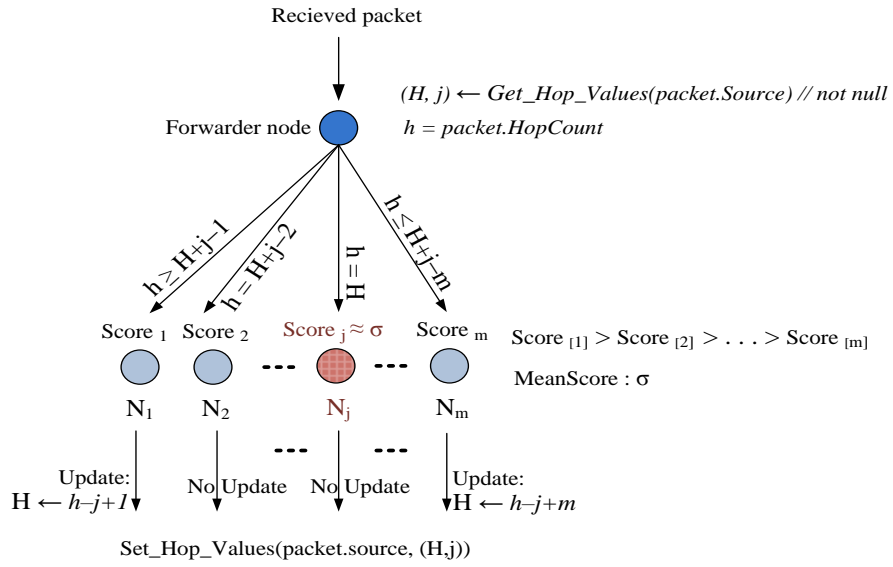 Recieved packet
(H, j) ← Get_Hop_Values(packet.Source) // not null
Forwarder node
h = packet.HopCount
h ≥ H+j–1
h = H+j–2
h = H
h ≤ H+j–m
Score 1
Score 2
Score j ≈ σ
Score m
Score [1] > Score [2] > . . . > Score [m]
MeanScore : σ
N1
N2
Nj
Nm
Update:
H ← h–j+1
No Update
No Update
Update:
H ← h–j+m
Set_Hop_Values(packet.source, (H,j))